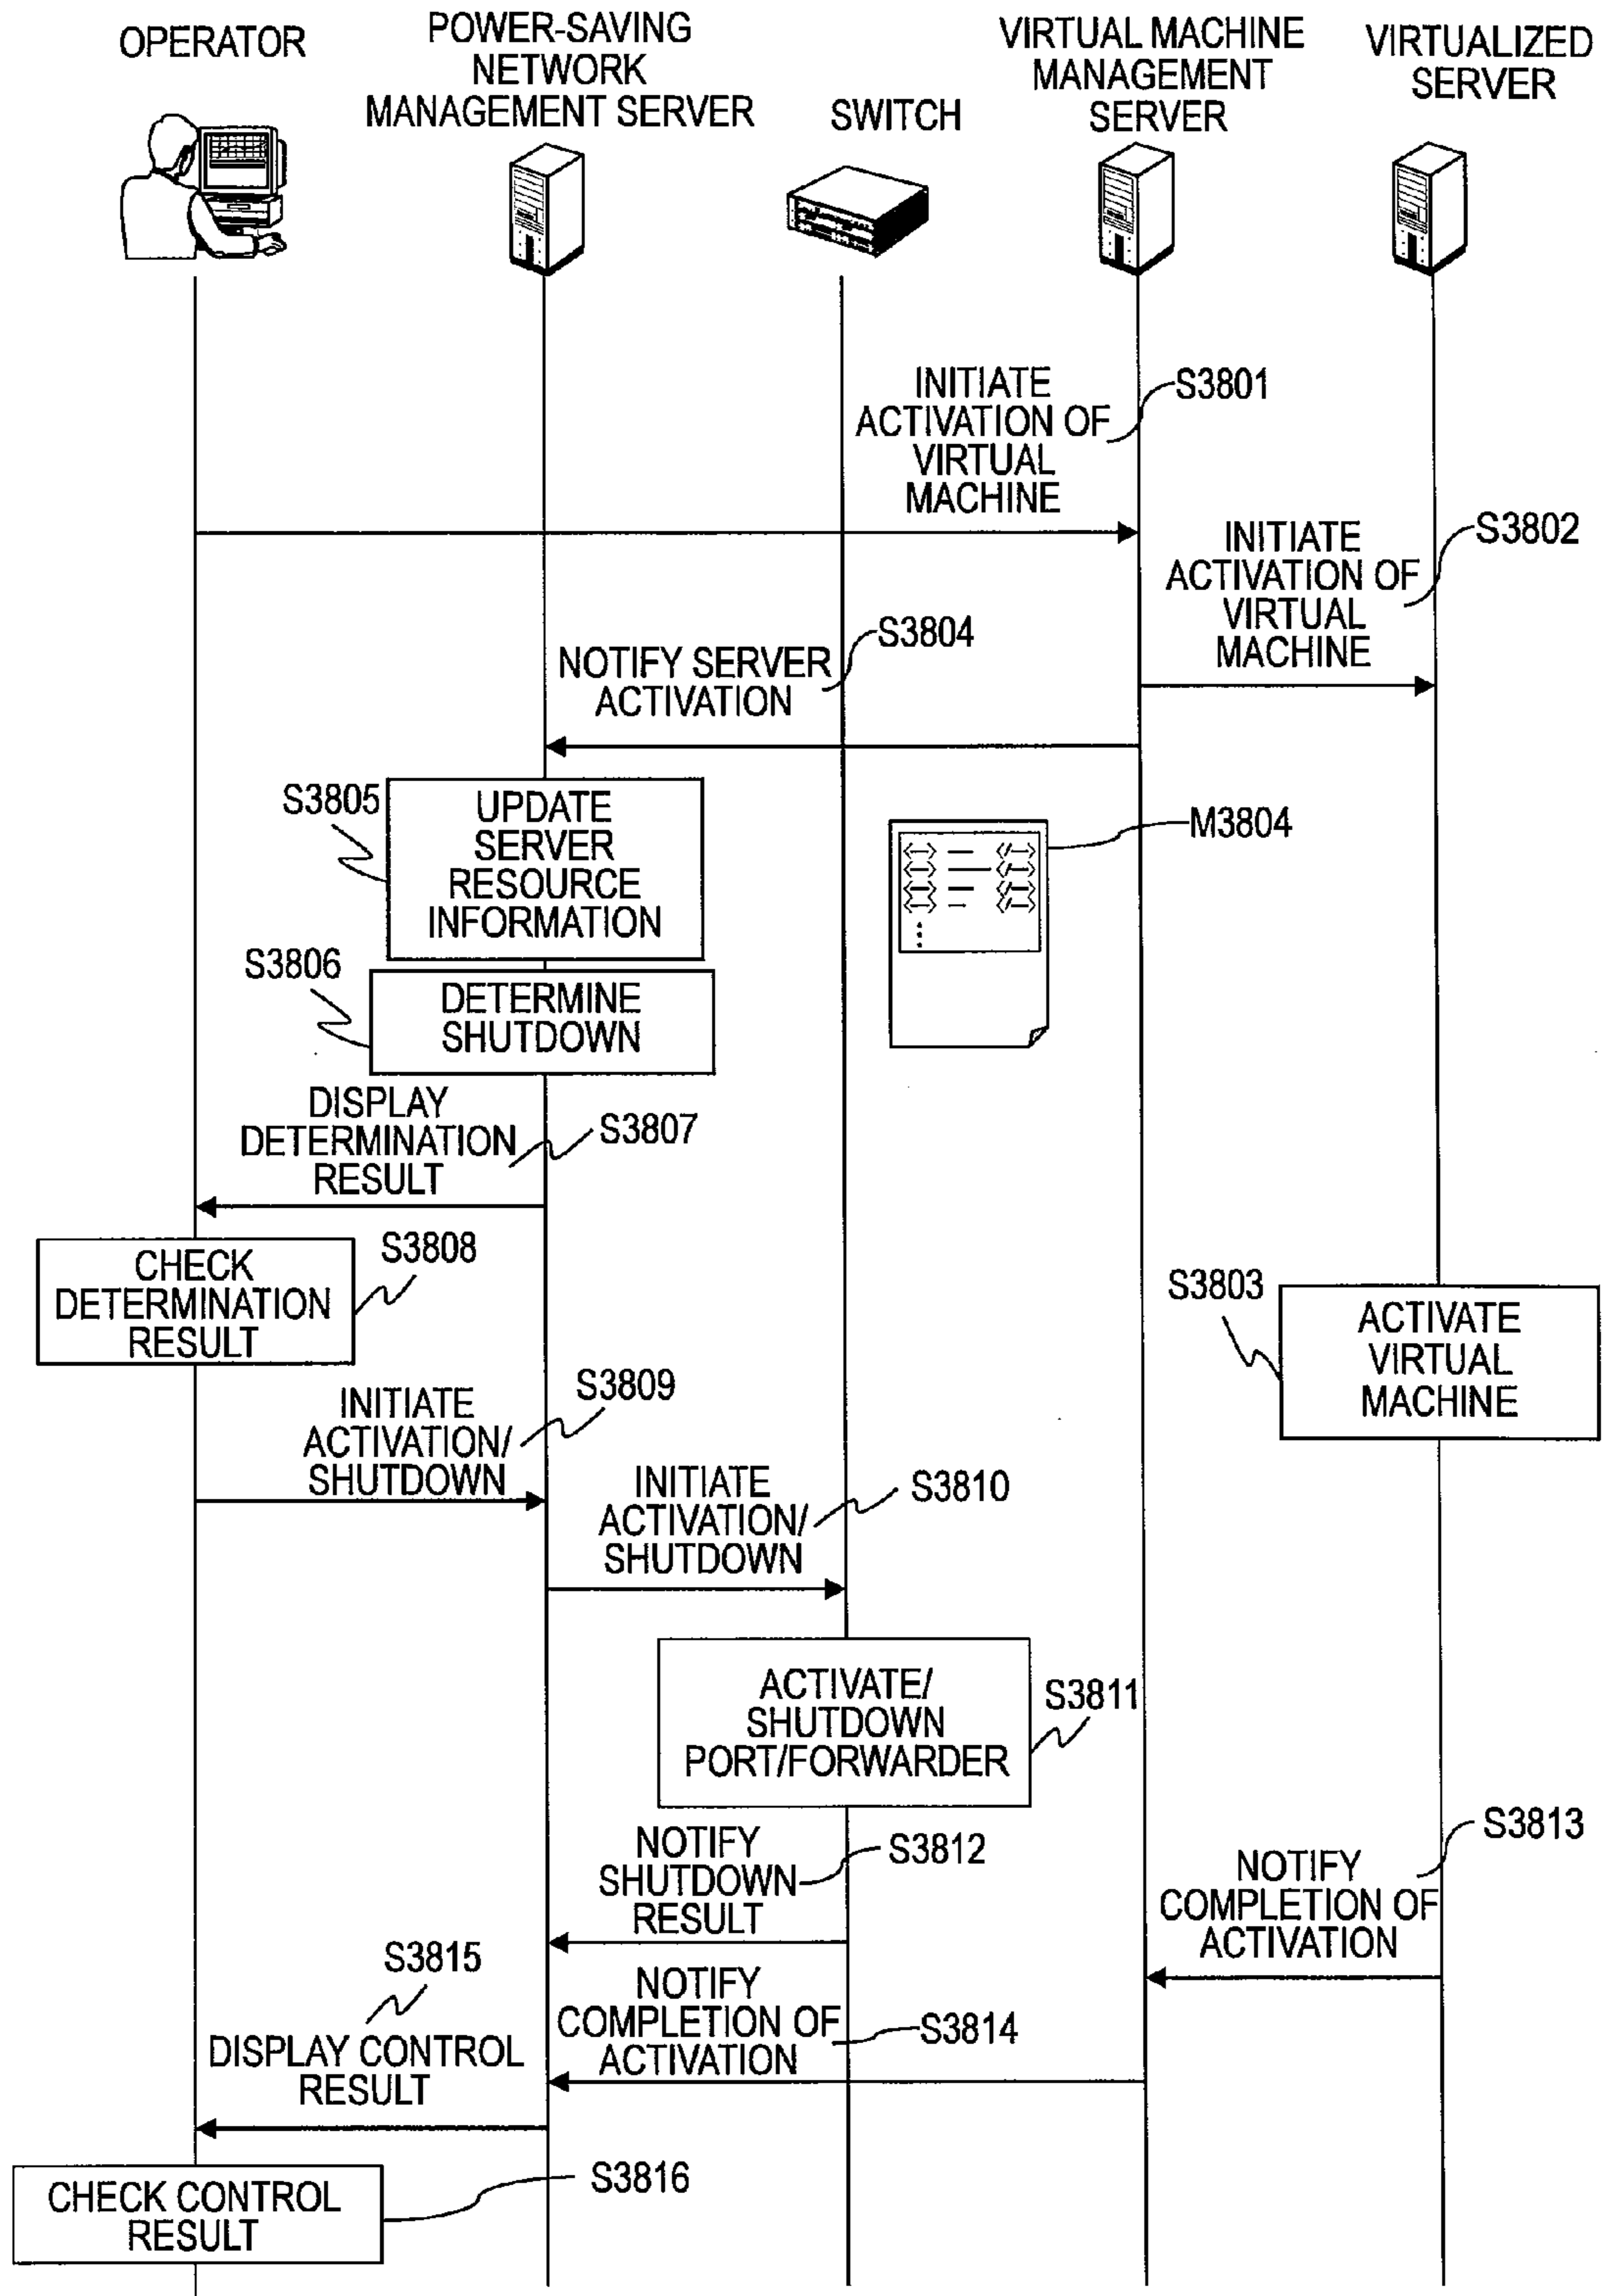 OPERATOR
POWER-SAVING
NETWORK
MANAGEMENT SERVER
SWITCH
VIRTUAL MACHINE
MANAGEMENT
SERVER
VIRTUALIZED
SERVER
INITIATE
ACTIVATION OF
VIRTUAL
MACHINE
S3801
INITIATE
ACTIVATION OF
VIRTUAL
MACHINE
S3802
NOTIFY SERVER
ACTIVATION
S3804
S3805
UPDATE
SERVER
RESOURCE
INFORMATION
M3804
S3806
DETERMINE
SHUTDOWN
DISPLAY
DETERMINATION
RESULT
S3807
CHECK
DETERMINATION
RESULT
S3808
S3803
ACTIVATE
VIRTUAL
MACHINE
INITIATE
ACTIVATION/
SHUTDOWN
S3809
INITIATE
ACTIVATION/
SHUTDOWN
S3810
ACTIVATE/
SHUTDOWN
PORT/FORWARDER
S3811
NOTIFY
SHUTDOWN
RESULT
S3812
NOTIFY
COMPLETION OF
ACTIVATION
S3813
NOTIFY
COMPLETION OF
ACTIVATION
S3814
S3815
DISPLAY CONTROL
RESULT
CHECK CONTROL
RESULT
S3816